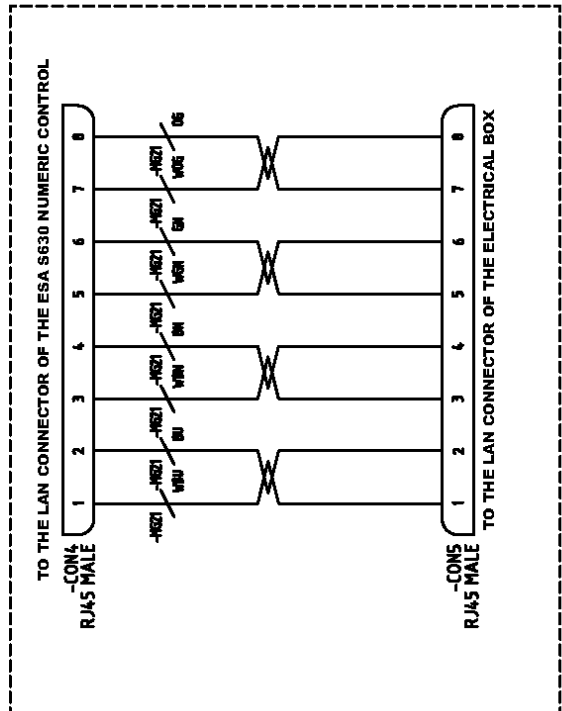 TO THE LAN CONNECTOR OF THE ESA S630 NUMERIC CONTROL
-CON4
RJ45 MALE
1 2 3 4 5 6 7 8
-MG21 -MG21 -MG21 -MG21 -MG21 -MG21 -MG21 -MG21
WBU BU WBN BN WGN GN WOG OG
1 2 3 4 5 6 7 8
-CON5
RJ45 MALE
TO THE LAN CONNECTOR OF THE ELECTRICAL BOX